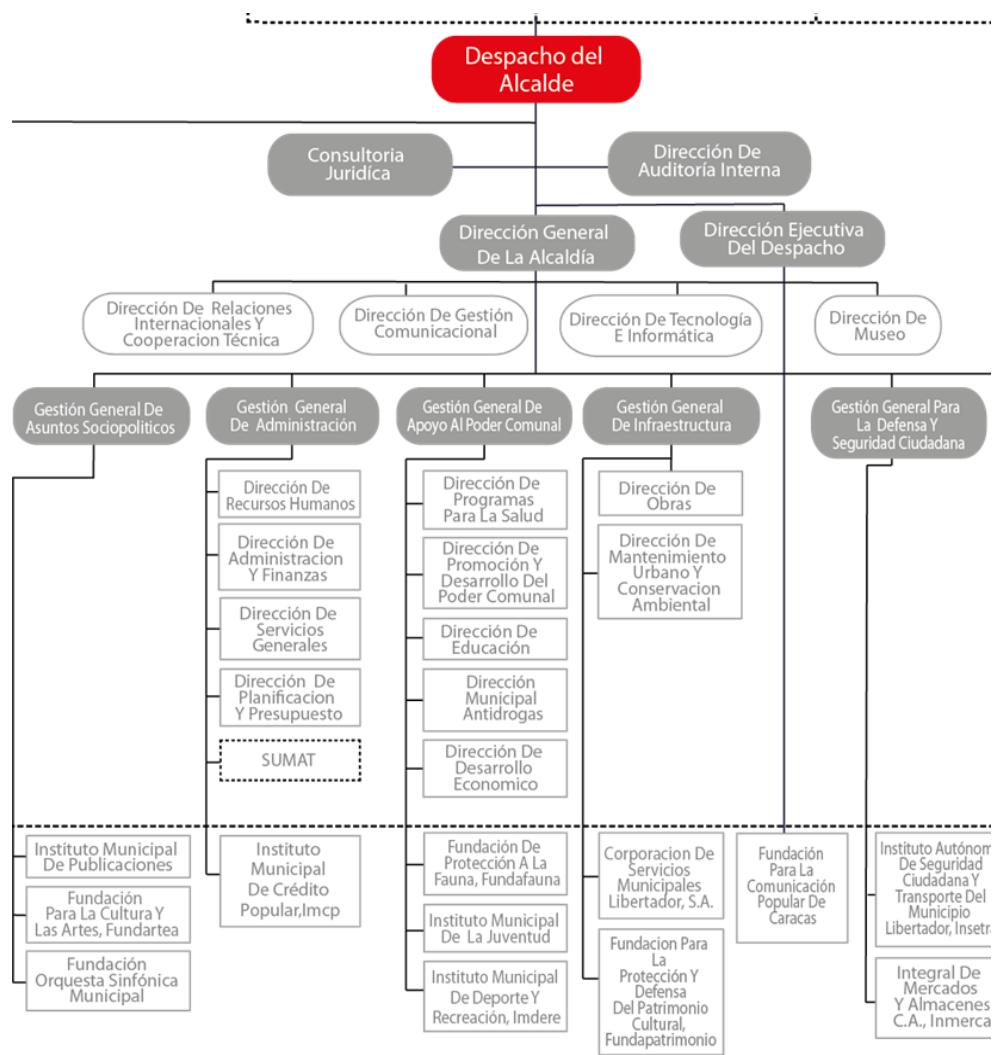 Despacho del
Alcalde
Consultoria
Juridíca
Dirección De
Auditoría Interna
Dirección General
De La Alcaldía
Dirección Ejecutiva
Del Despacho
Dirección De Relaciones
Internacionales Y
Cooperacion Técnica
Dirección De Gestión
Comunicacional
Dirección De Tecnología
E Informática
Dirección De
Museo
Gestión General De
Asuntos Sociopoliticos
Gestión General
De Administración
Gestión General De
Apoyo Al Poder Comunal
Gestión General
De Infraestructura
Gestión General Para
La Defensa Y
Seguridad Ciudadana
Dirección De
Recursos Humanos
Dirección De
Administracion
Y Finanzas
Dirección De
Servicios
Generales
Dirección De
Planificacion
Y Presupuesto
SUMAT
Dirección De
Programas
Para La Salud
Dirección De
Promoción Y
Desarrollo Del
Poder Comunal
Dirección De
Educación
Dirección
Municipal
Antidrogas
Dirección De
Desarrollo
Economico
Dirección De
Obras
Dirección De
Mantenimiento
Urbano Y
Conservacion
Ambiental
Instituto Municipal
De Publicaciones
Fundación
Para La Cultura Y
Las Artes, Fundartea
Fundación
Orquesta Sinfónica
Municipal
Instituto
Municipal
De Crédito
Popular,Imcp
Fundación De
Protección A La
Fauna, Fundafauna
Instituto Municipal
De La Juventud
Instituto Municipal
De Deporte Y
Recreación, Imdere
Corporacion De
Servicios
Municipales
Libertador, S.A.
Fundacion Para
La
Protección Y
Defensa
Del Patrimonio
Cultural,
Fundapatrimonio
Fundación
Para La
Comunicación
Popular De
Caracas
Instituto Autónom
De Seguridad
Ciudadana Y
Transporte Del
Municipio
Libertador, Insetra
Integral De
Mercados
Y Almacenes
C.A., Inmerca